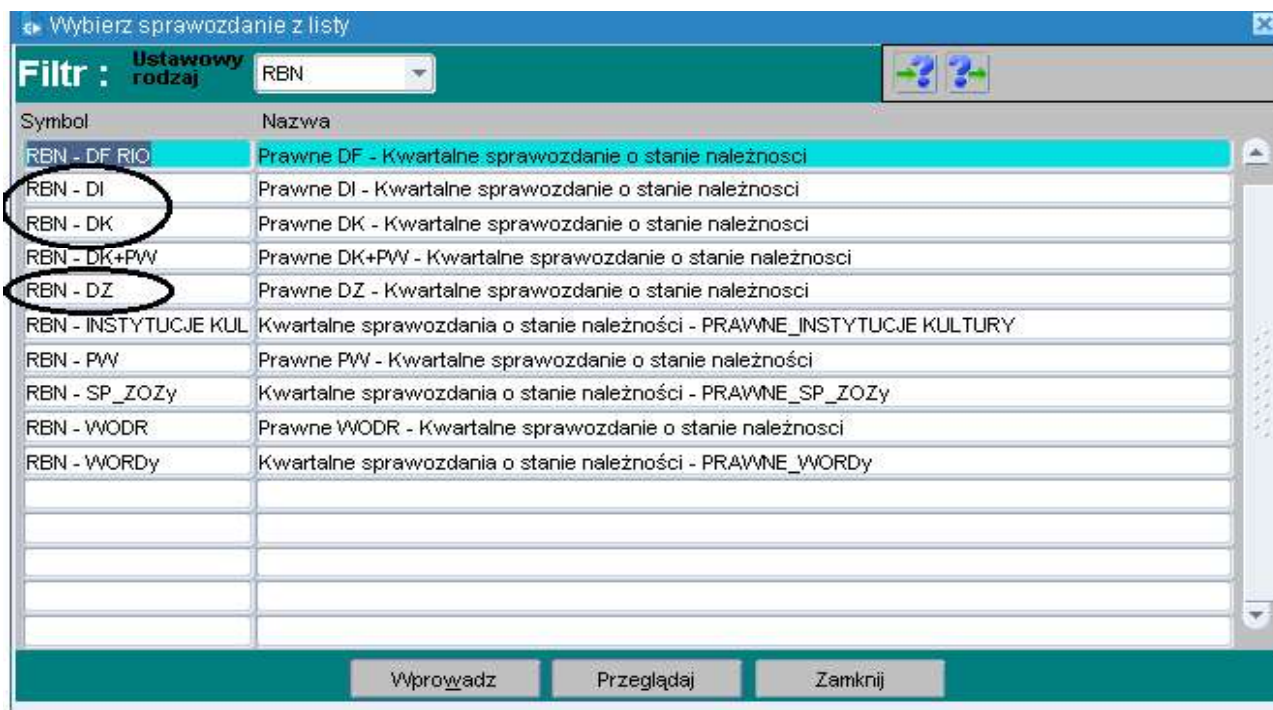 Wybierz sprawozdanie z listy
Filtr : Ustawowy rodzaj RBN
Symbol Nazwa
RBN - DF RIO Prawne DF - Kwartalne sprawozdanie o stanie należnosci
RBN - DI Prawne DI - Kwartalne sprawozdanie o stanie należnosci
RBN - DK Prawne DK - Kwartalne sprawozdanie o stanie należnosci
RBN - DK+PW Prawne DK+PW - Kwartalne sprawozdanie o stanie należnosci
RBN - DZ Prawne DZ - Kwartalne sprawozdanie o stanie należnosci
RBN - INSTYTUCJE KUL Kwartalne sprawozdania o stanie należności - PRAWNE_INSTYTUCJE KULTURY
RBN - PW Prawne PW - Kwartalne sprawozdanie o stanie należności
RBN - SP_ZOZy Kwartalne sprawozdania o stanie należności - PRAWNE_SP_ZOZy
RBN - WODR Prawne WODR - Kwartalne sprawozdanie o stanie należnosci
RBN - WORDy Kwartalne sprawozdania o stanie należności - PRAWNE_WORDy
Wprowadz Przeglądaj Zamknij